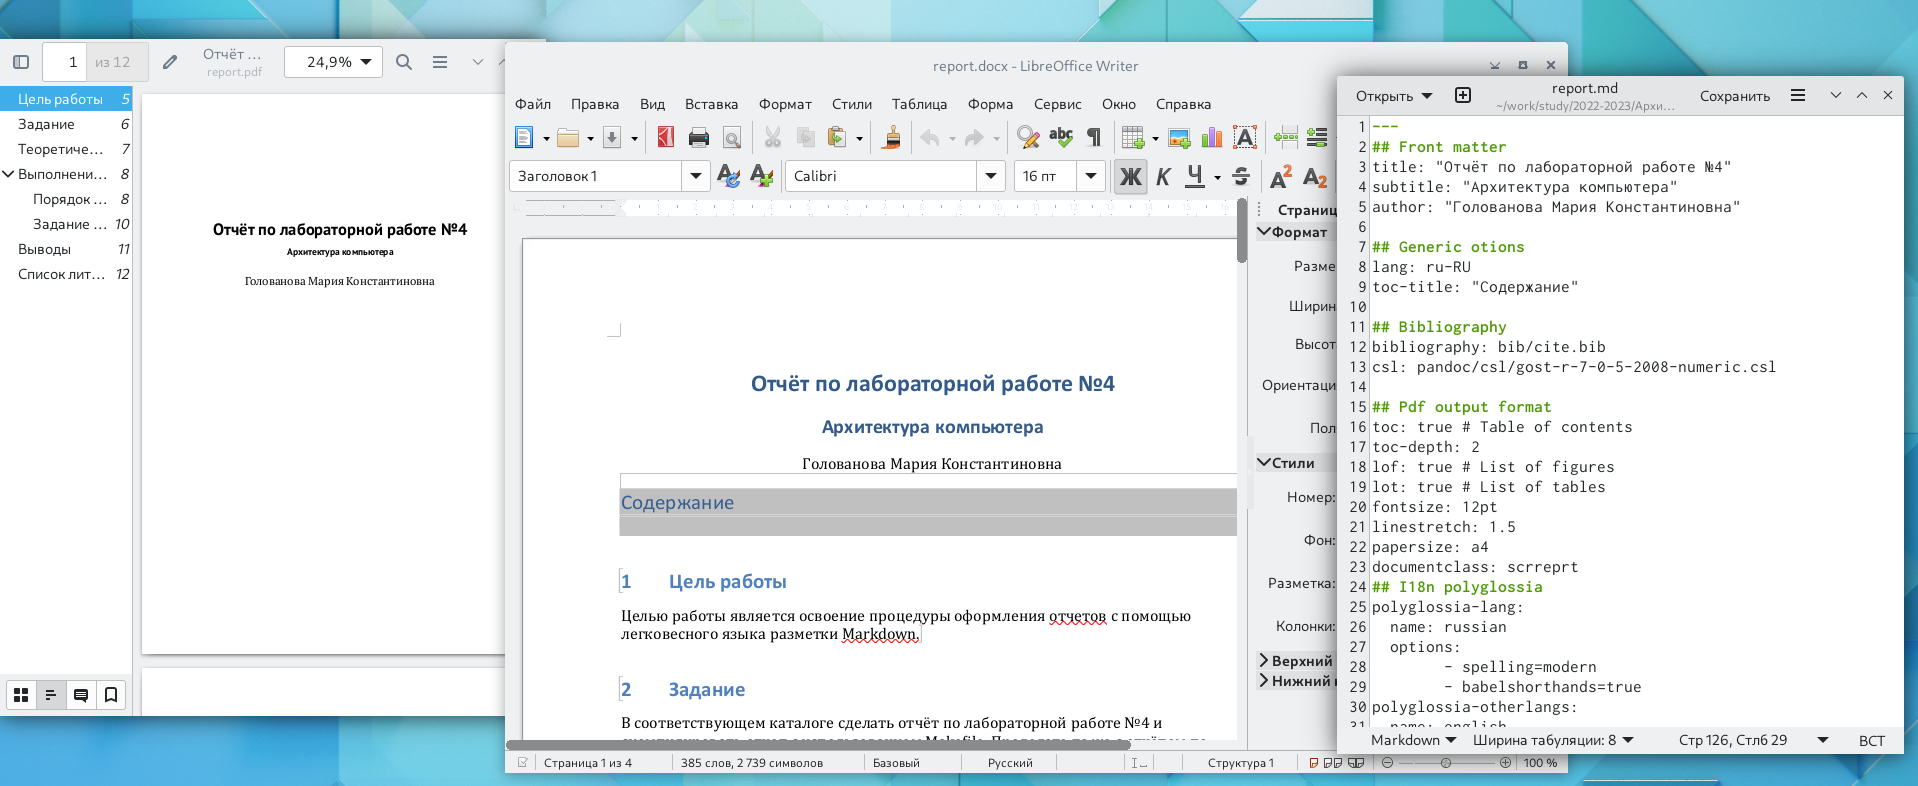 1 из 12
Отчёт ...
report.pdf
24,9%
Цель работы 5
Задание 6
Теоретиче... 7
Выполнени... 8
Порядок ... 8
Задание ... 10
Выводы 11
Список лит... 12
Отчёт по лабораторной работе №4
Архитектура компьютера
Голованова Мария Константиновна
report.docx - LibreOffice Writer
Файл Правка Вид Вставка Формат Стили Таблица Форма Сервис Окно Справка
Заголовок 1 Calibri 16 пт Ж К Ч S A2 A2
Отчёт по лабораторной работе №4
Архитектура компьютера
Голованова Мария Константиновна
Содержание
1 Цель работы
Целью работы является освоение процедуры оформления отчетов с помощью
легковесного языка разметки Markdown.
2 Задание
В соответствующем каталоге сделать отчёт по лабораторной работе №4 и
Страниц
Формат
Разме
Ширин
Высот
Ориентаци
Пол
Стили
Номер:
Фон:
Разметка:
Колонки:
Верхний
Нижний
Страница 1 из 4 385 слов, 2 739 символов Базовый Русский Структура 1 100 %
Открыть report.md Сохранить
~/work/study/2022-2023/Архи...
1 ---
2 ## Front matter
3 title: "Отчёт по лабораторной работе №4"
4 subtitle: "Архитектура компьютера"
5 author: "Голованова Мария Константиновна"
6
7 ## Generic otions
8 lang: ru-RU
9 toc-title: "Содержание"
10
11 ## Bibliography
12 bibliography: bib/cite.bib
13 csl: pandoc/csl/gost-r-7-0-5-2008-numeric.csl
14
15 ## Pdf output format
16 toc: true # Table of contents
17 toc-depth: 2
18 lof: true # List of figures
19 lot: true # List of tables
20 fontsize: 12pt
21 linestretch: 1.5
22 papersize: a4
23 documentclass: scrreprt
24 ## I18n polyglossia
25 polyglossia-lang:
26 name: russian
27 options:
28 - spelling=modern
29 - babelshorthands=true
30 polyglossia-otherlangs:
31 name: english
Markdown Ширина табуляции: 8 Стр 126, Стлб 29 ВСТ